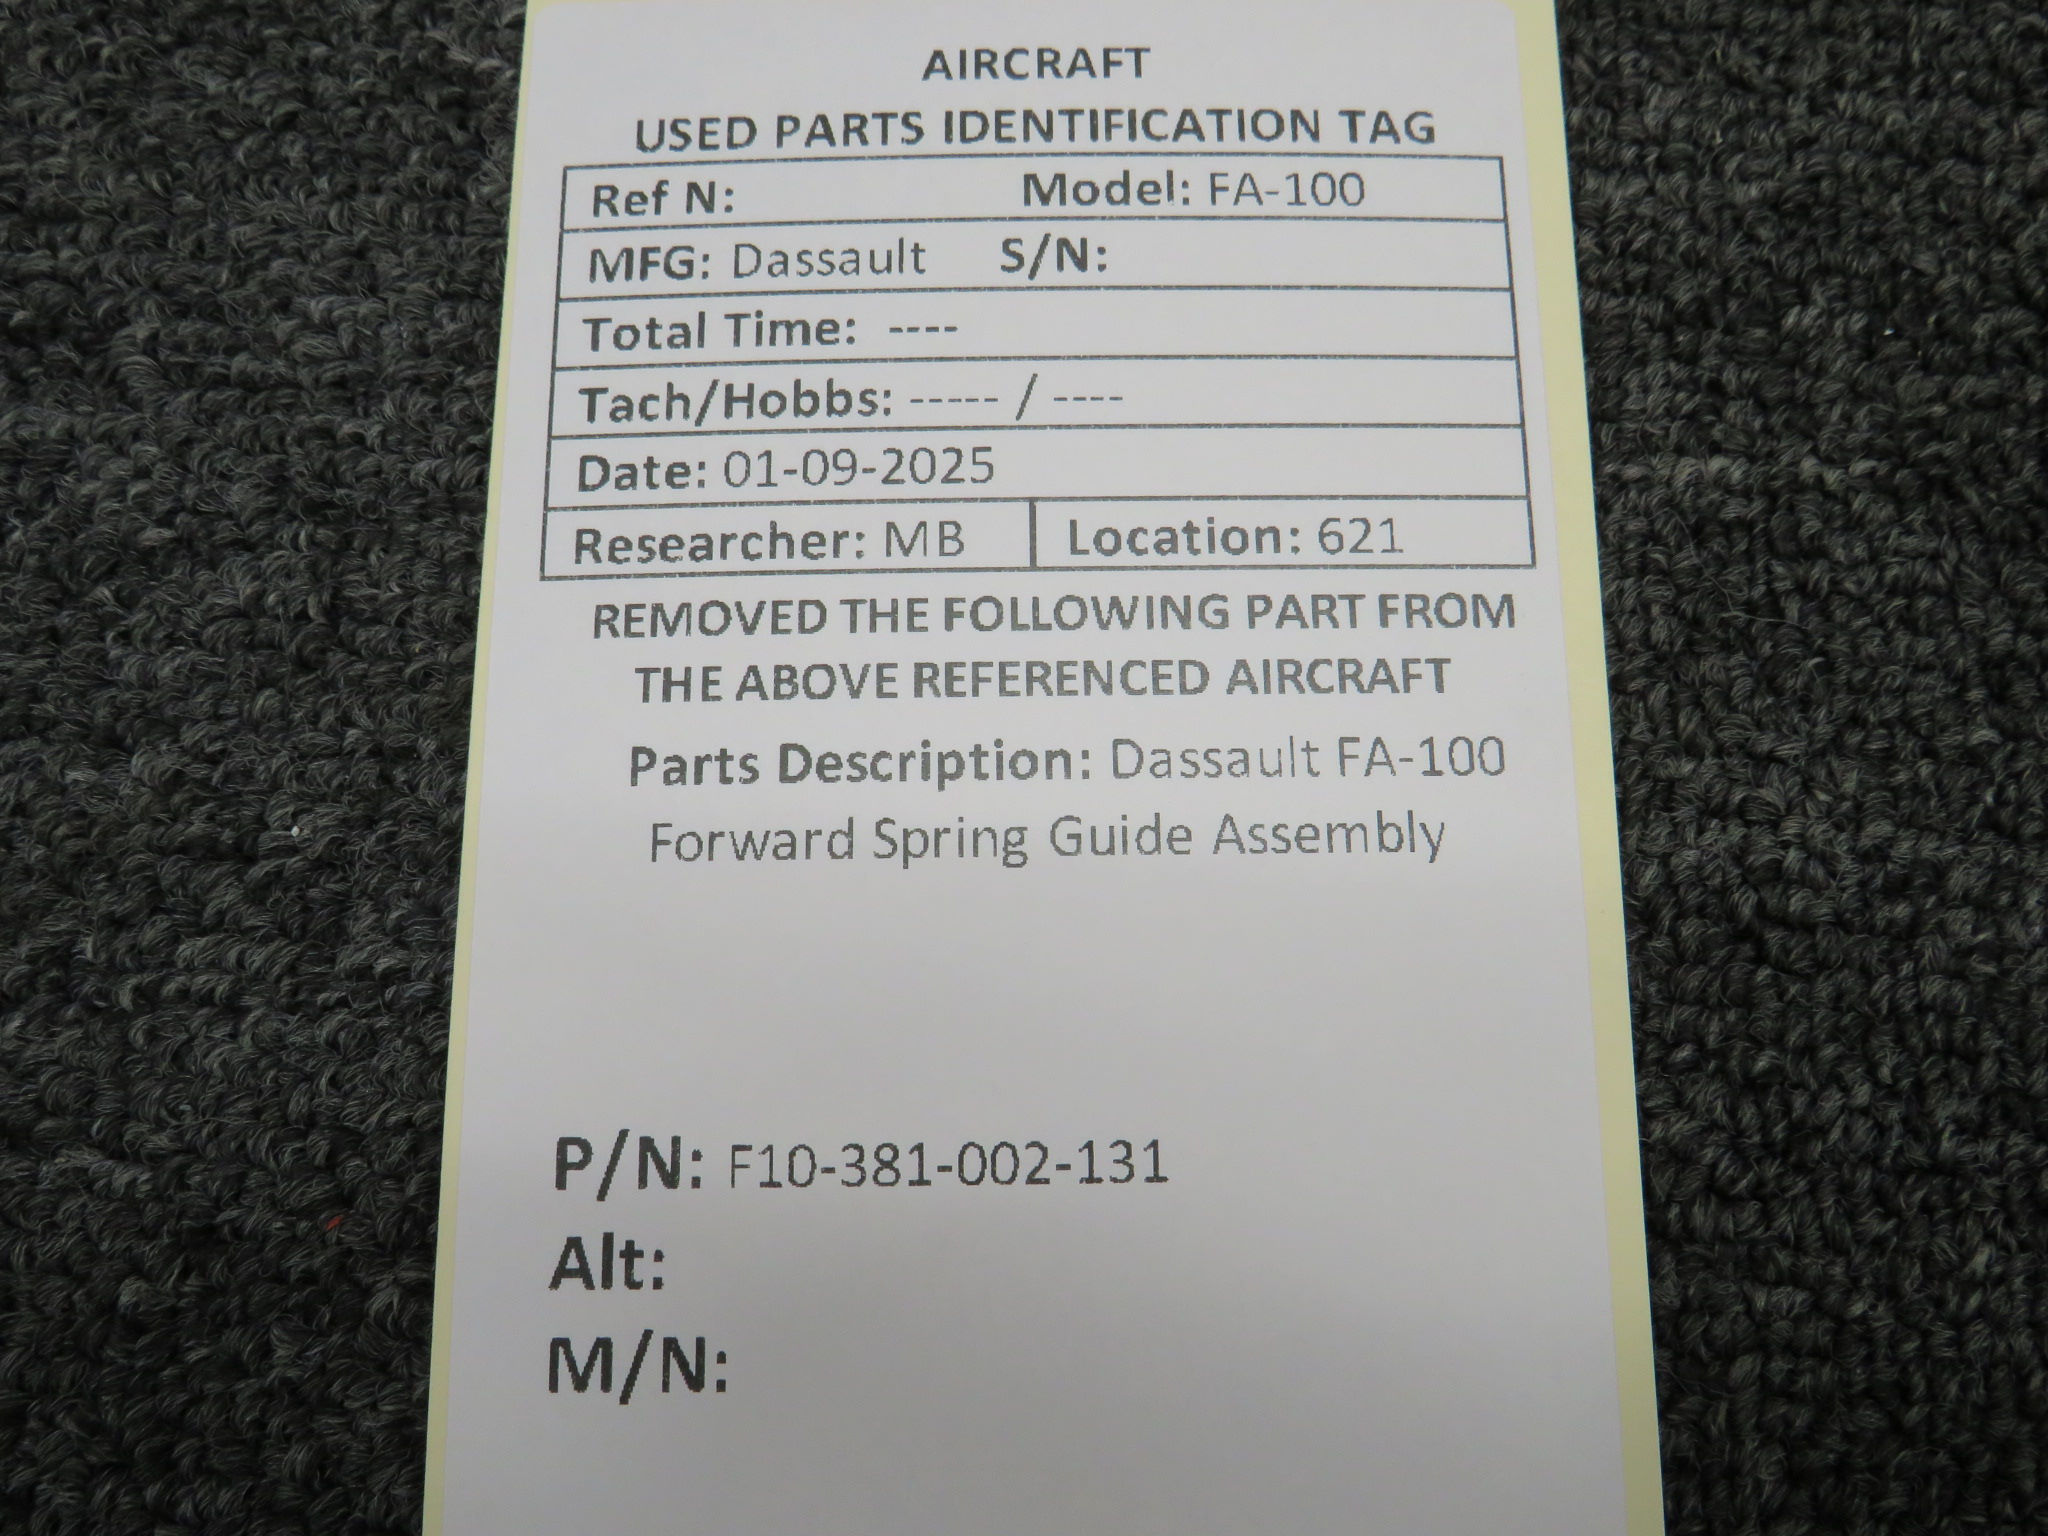 AIRCRAFT
USED PARTS IDENTIFICATION TAG
Ref N: Model: FA-100
MFG: Dassault S/N:
Total Time: ----
Tach/Hobbs: ----- / ----
Date: 01-09-2025
Researcher: MB Location: 621
REMOVED THE FOLLOWING PART FROM
THE ABOVE REFERENCED AIRCRAFT
Parts Description: Dassault FA-100
Forward Spring Guide Assembly
P/N: F10-381-002-131
Alt:
M/N: